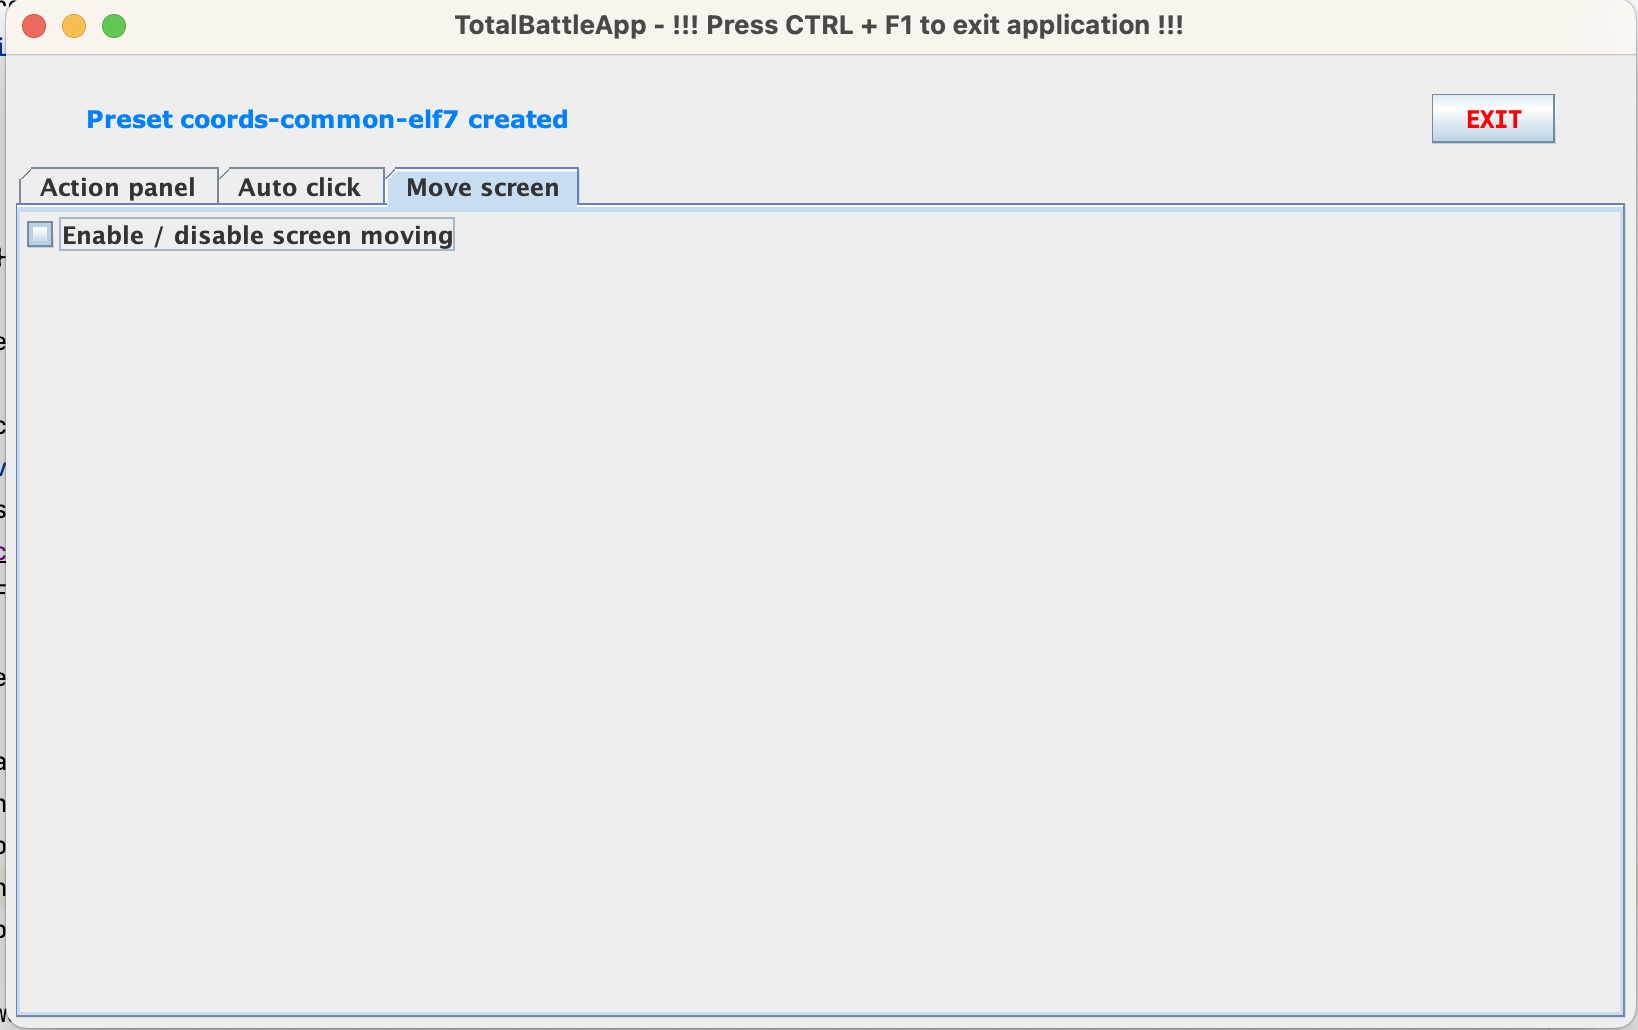 TotalBattleApp - !!! Press CTRL + F1 to exit application !!!
Preset coords-common-elf7 created
EXIT
Action panel
Auto click
Move screen
Enable / disable screen moving